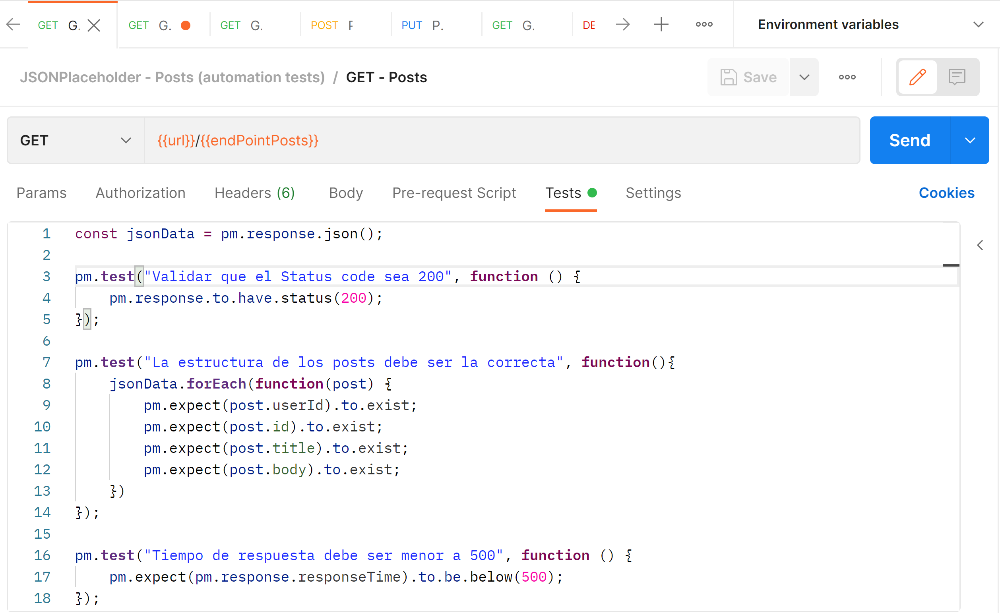 GET G. GET G. GET G. POST P. PUT P. GET G. DE Environment variables
JSONPlaceholder - Posts (automation tests) / GET - Posts Save
GET {{url}}/{{endPointPosts}} Send
Params Authorization Headers (6) Body Pre-request Script Tests Settings Cookies
1 const jsonData = pm.response.json();
2
3 pm.test("Validar que el Status code sea 200", function () {
4 pm.response.to.have.status(200);
5 });
6
7 pm.test("La estructura de los posts debe ser la correcta", function(){
8 jsonData.forEach(function(post) {
9 pm.expect(post.userId).to.exist;
10 pm.expect(post.id).to.exist;
11 pm.expect(post.title).to.exist;
12 pm.expect(post.body).to.exist;
13 })
14 });
15
16 pm.test("Tiempo de respuesta debe ser menor a 500", function () {
17 pm.expect(pm.response.responseTime).to.be.below(500);
18 });